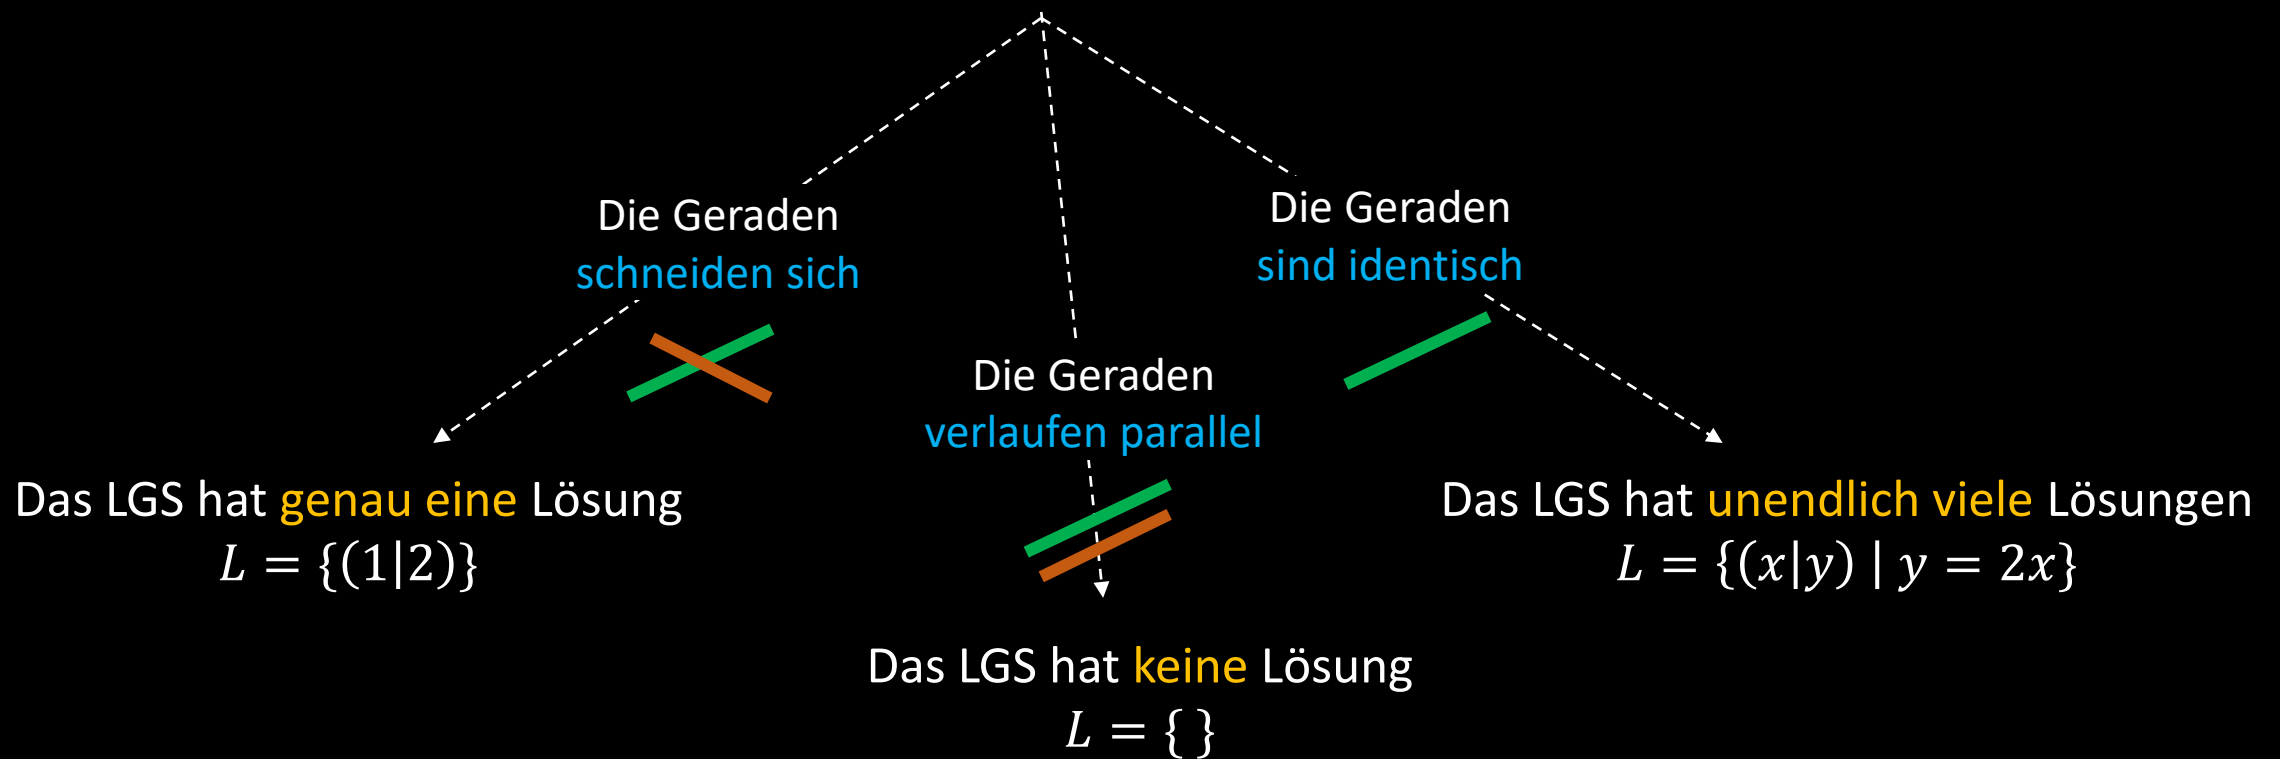 Die Geraden
schneiden sich
Die Geraden
sind identisch
Die Geraden
verlaufen parallel
Das LGS hat genau eine Lösung
L = {(1|2)}
Das LGS hat unendlich viele Lösungen
L = {(x|y) | y = 2x}
Das LGS hat keine Lösung
L = { }